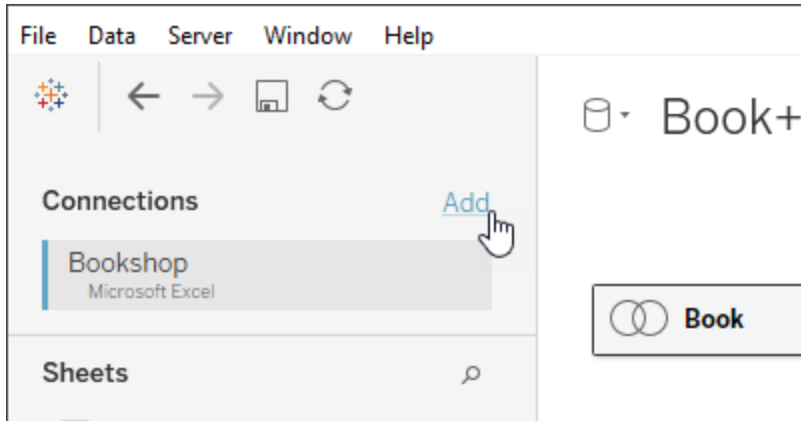 File Data Server Window Help
Book+
Connections Add
Bookshop
Microsoft Excel
Book
Sheets